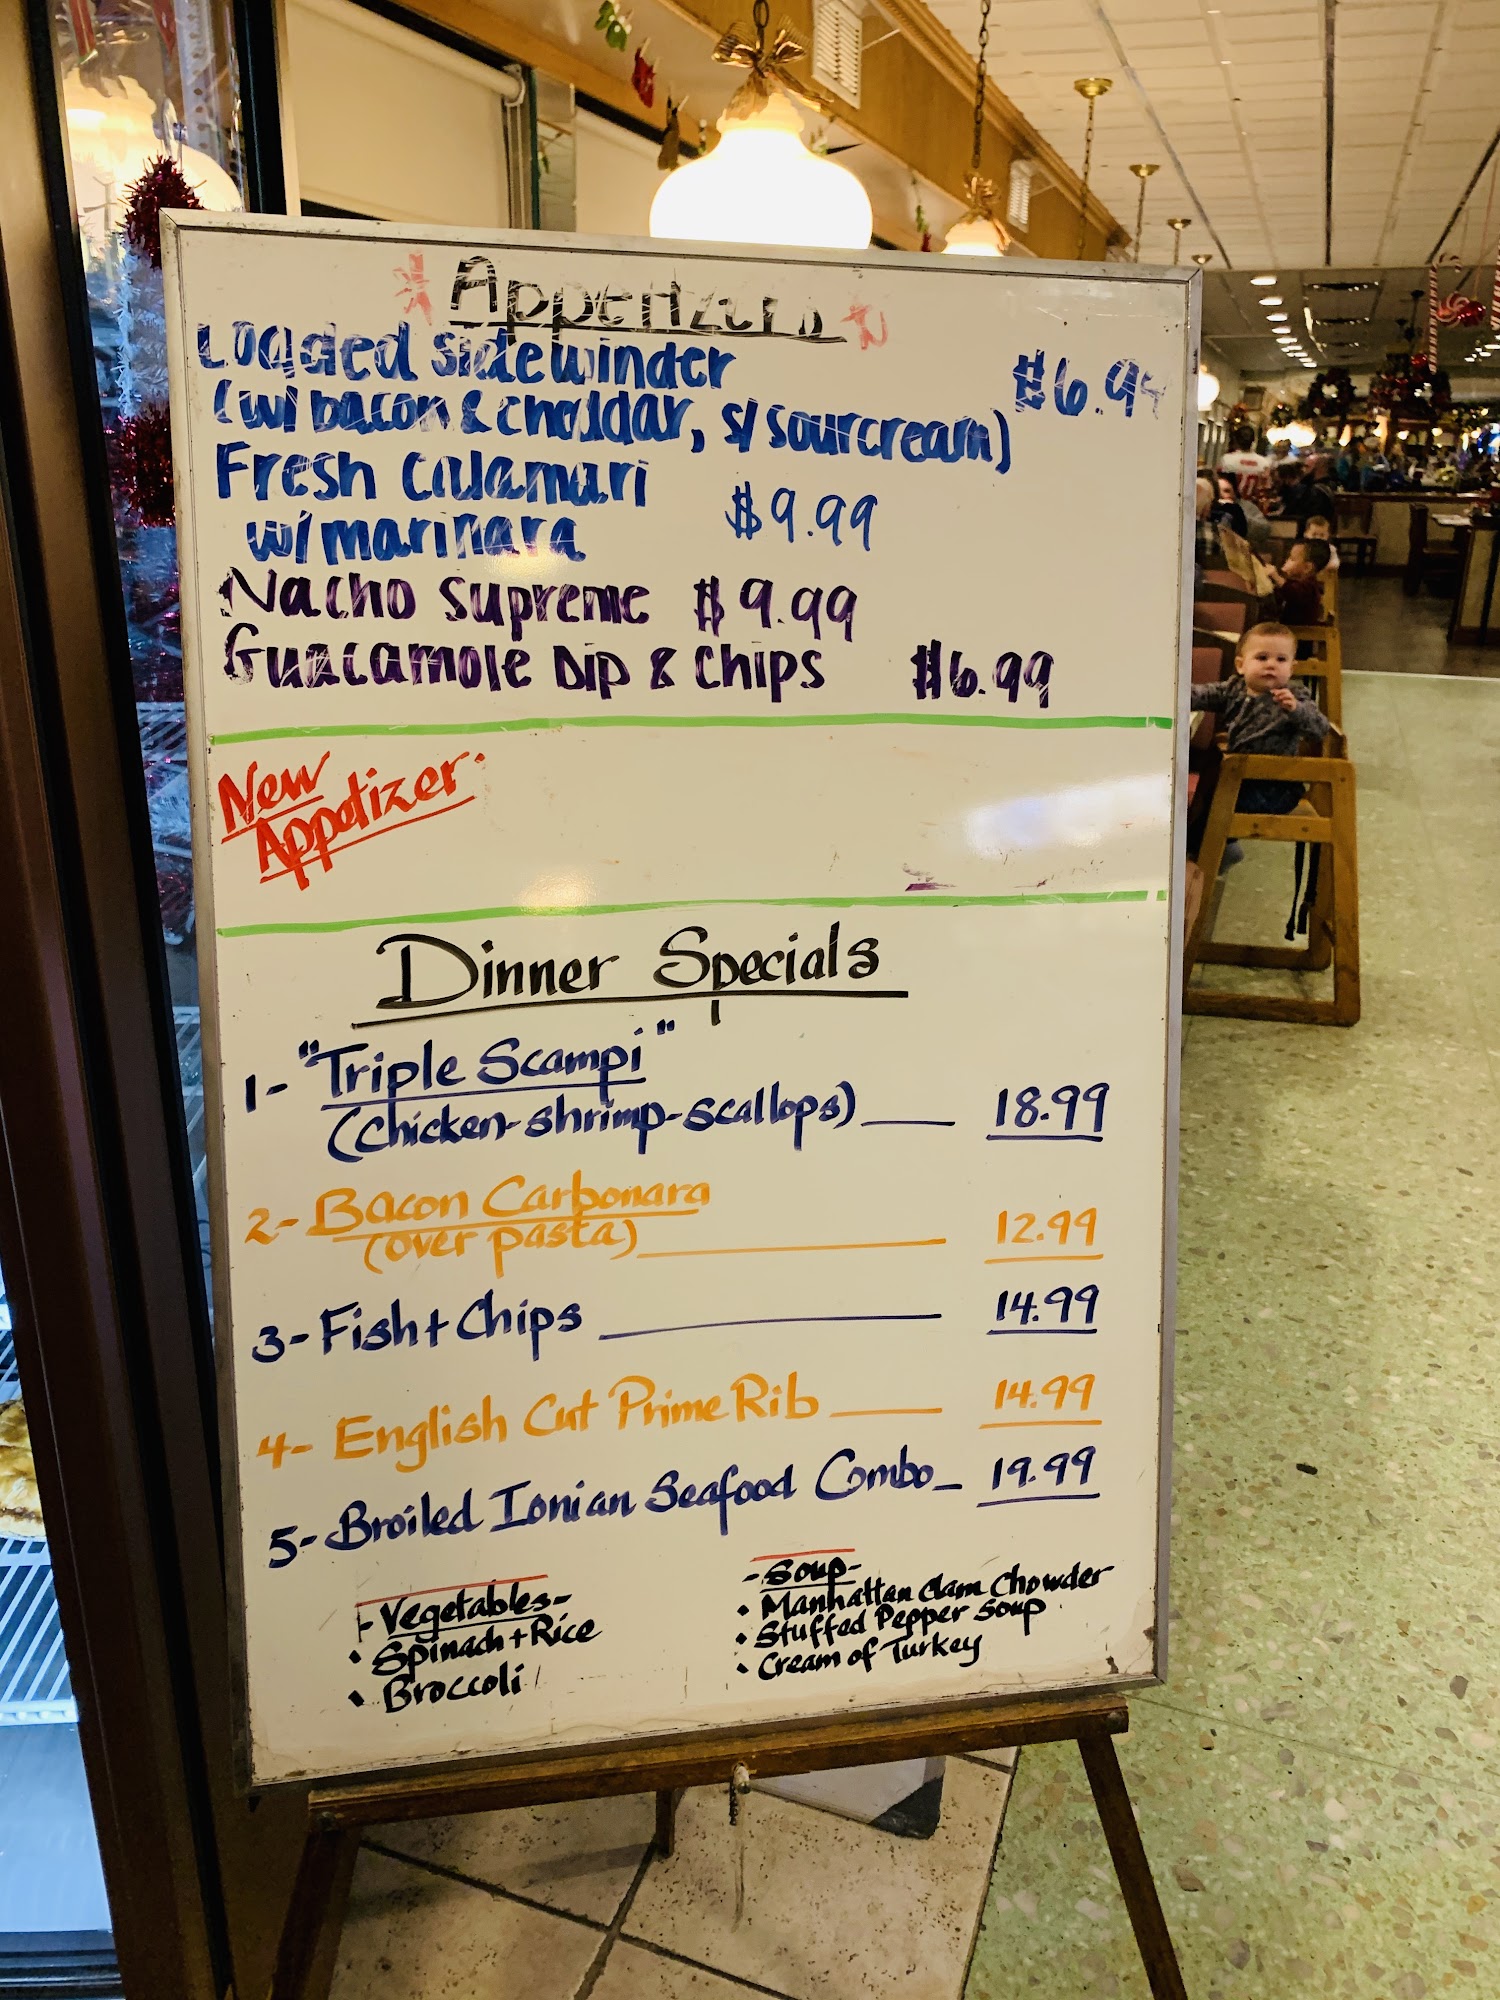 Appetizers
Loaded sidewinder $6.99
(w/ bacon & cheddar, s/ sourcream)
Fresh calamari
w/ marinara $9.99
Nacho supreme $9.99
Guacamole Dip & chips $6.99
New
Appetizer
Dinner Specials
1- "Triple Scampi"
(chicken-shrimp-scallops) 18.99
2- Bacon Carbonara
(over pasta) 12.99
3- Fish + Chips 14.99
4- English Cut Prime Rib 14.99
5- Broiled Ionian Seafood Combo 19.99
-Vegetables-
• Spinach + Rice
• Broccoli
-Soup-
• Manhattan Clam Chowder
• Stuffed Pepper Soup
• Cream of Turkey